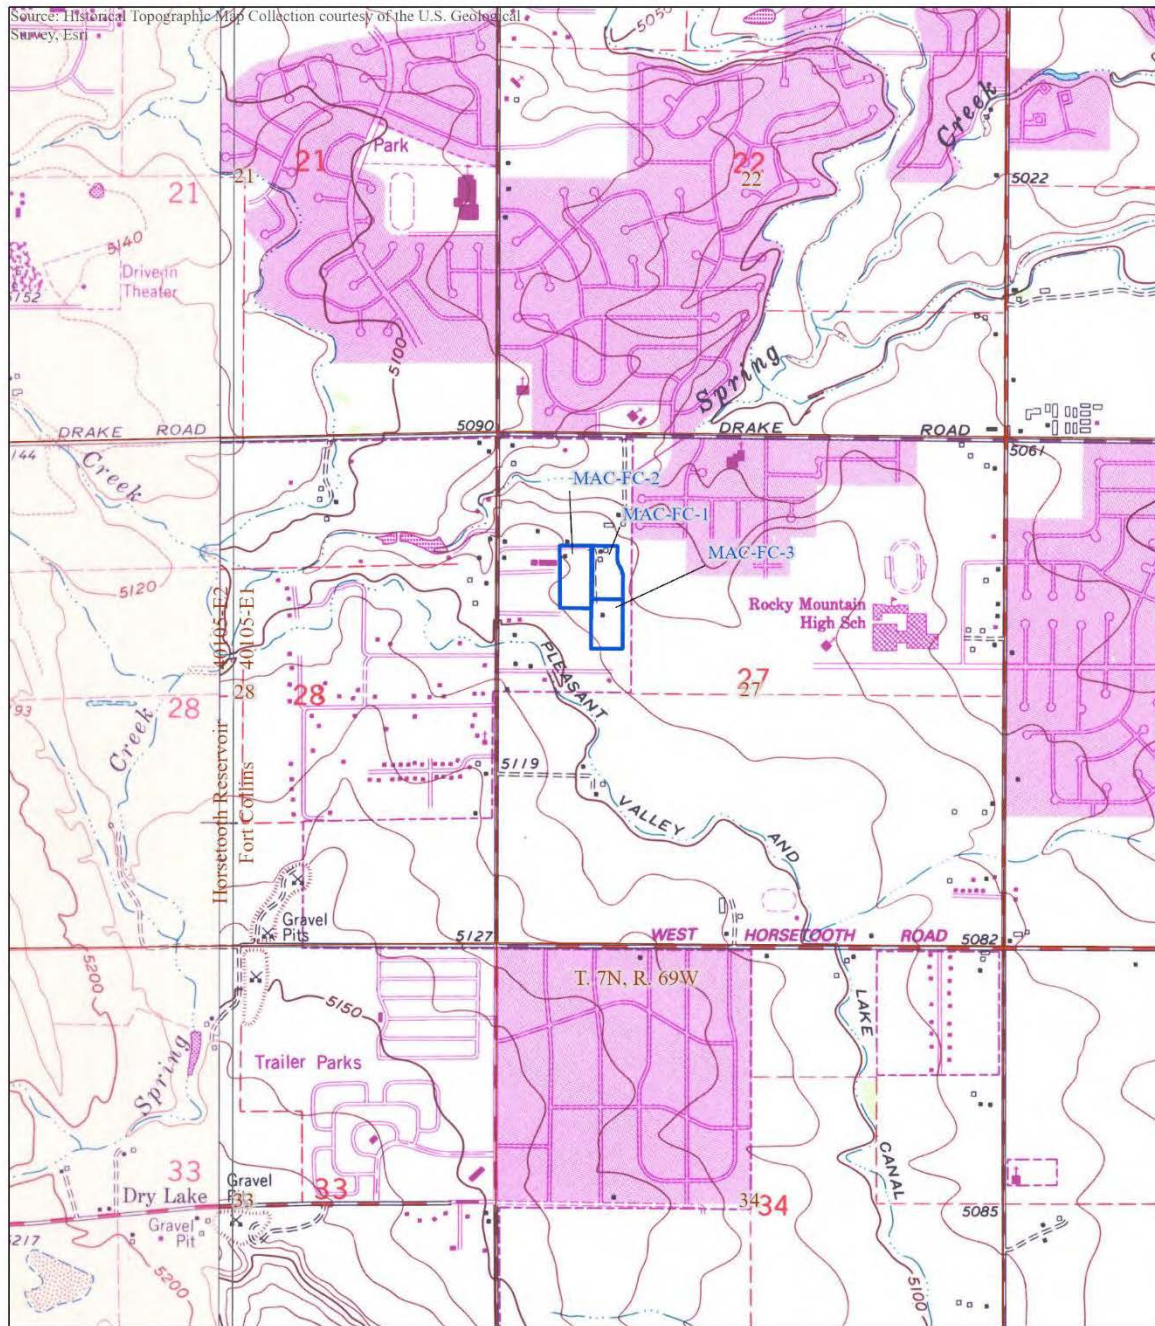 Source: Historical Topographic Map Collection courtesy of the U.S. Geological
Survey, Esri
5050
Creek
21
Park
22
21
22
21
5022
5140
Drive-in
Theater
5152
5100
Spring
5090
DRAKE ROAD
DRAKE ROAD
5061
144
Creek
MAC-FC-2
MAC-FC-1
MAC-FC-3
5120
40105-E2
40105-E1
Rocky Mountain
High Sch
PLEASANT
27
27
28
28
28
93
Creek
Horsetooth Reservoir
Fort Collins
5119
VALLEY
AND
Gravel
Pits
5127
WEST HORSETOOTH ROAD
5082
5200
T. 7N, R. 69W
5150
LAKE
Trailer Parks
Spring
CANAL
33
Gravel
33
33
34
34
Dry Lake
5085
Gravel
Pit
5217
5200
5100